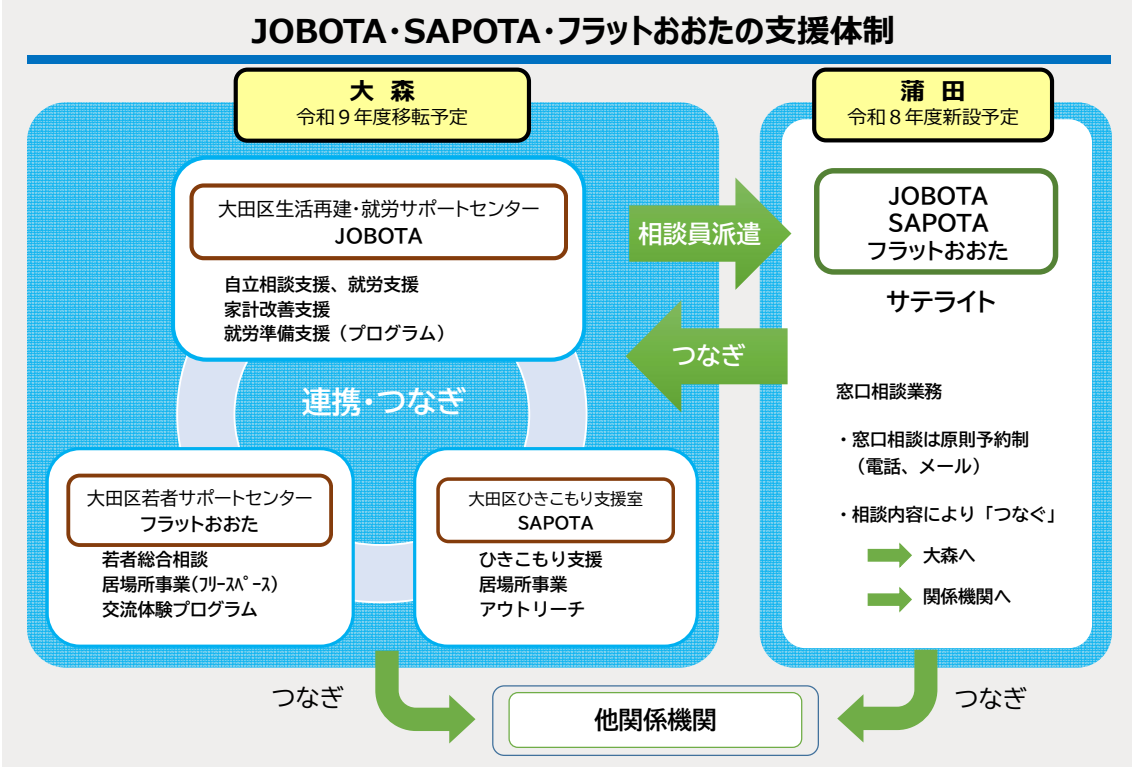 JOBOTA・SAPOTA・フラットおおたの支援体制
大 森
令和９年度移転予定
大田区生活再建・就労サポートセンター
JOBOTA
自立相談支援、就労支援
家計改善支援
就労準備支援（プログラム）
連携・つなぎ
大田区若者サポートセンター
フラットおおた
若者総合相談
居場所事業(ﾌﾘｰｽﾍﾟｰｽ)
交流体験プログラム
大田区ひきこもり支援室
SAPOTA
ひきこもり支援
居場所事業
アウトリーチ
相談員派遣
つなぎ
蒲 田
令和８年度新設予定
JOBOTA
SAPOTA
フラットおおた
サテライト
窓口相談業務
・窓口相談は原則予約制
（電話、メール）
・相談内容により「つなぐ」
大森へ
関係機関へ
つなぎ
他関係機関
つなぎ